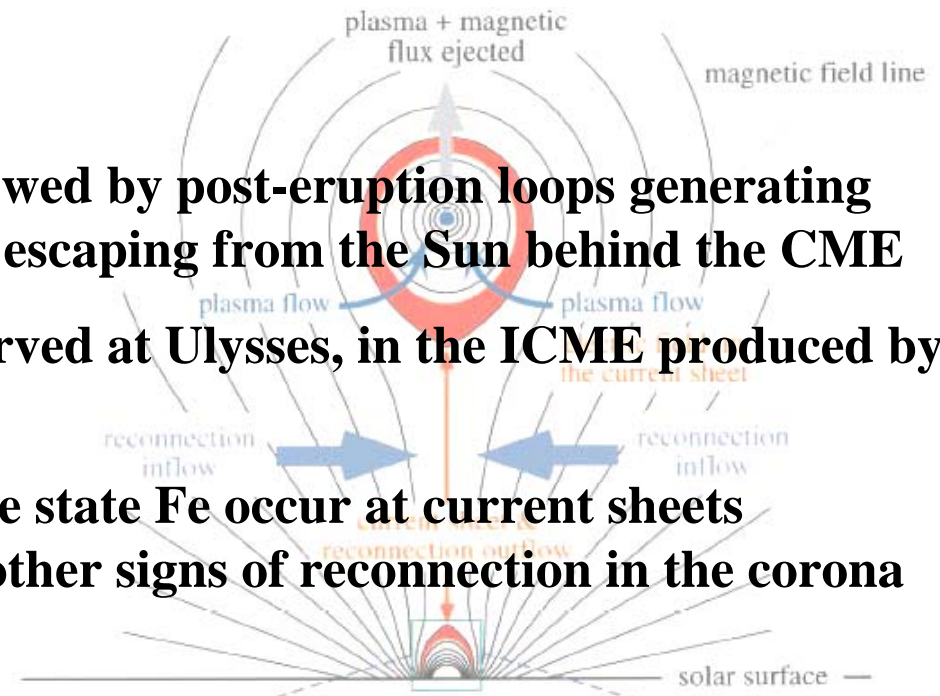 plasma + magnetic
flux ejected
magnetic field line
wed by post-eruption loops generating
escaping from the Sun behind the CME
plasma flow
plasma flow
rved at Ulysses, in the ICME produced by
the current sheet
reconnection
inflow
reconnection
inflow
e state Fe occur at current sheets
reconnection outflow
other signs of reconnection in the corona
solar surface